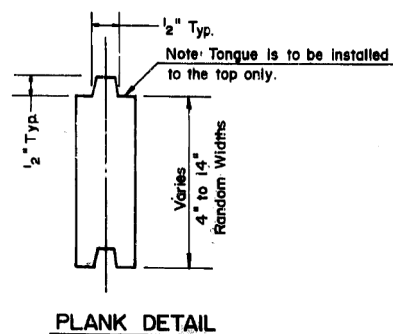 ½" Typ.
Note: Tongue is to be installed
to the top only.
½" Typ.
Varies
4" to 14"
Random Widths
PLANK DETAIL